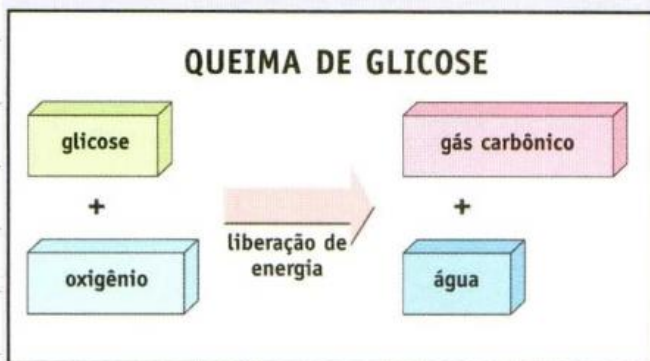 QUEIMA DE GLICOSE
glicose
+
oxigênio
liberação de
energia
gás carbônico
+
água